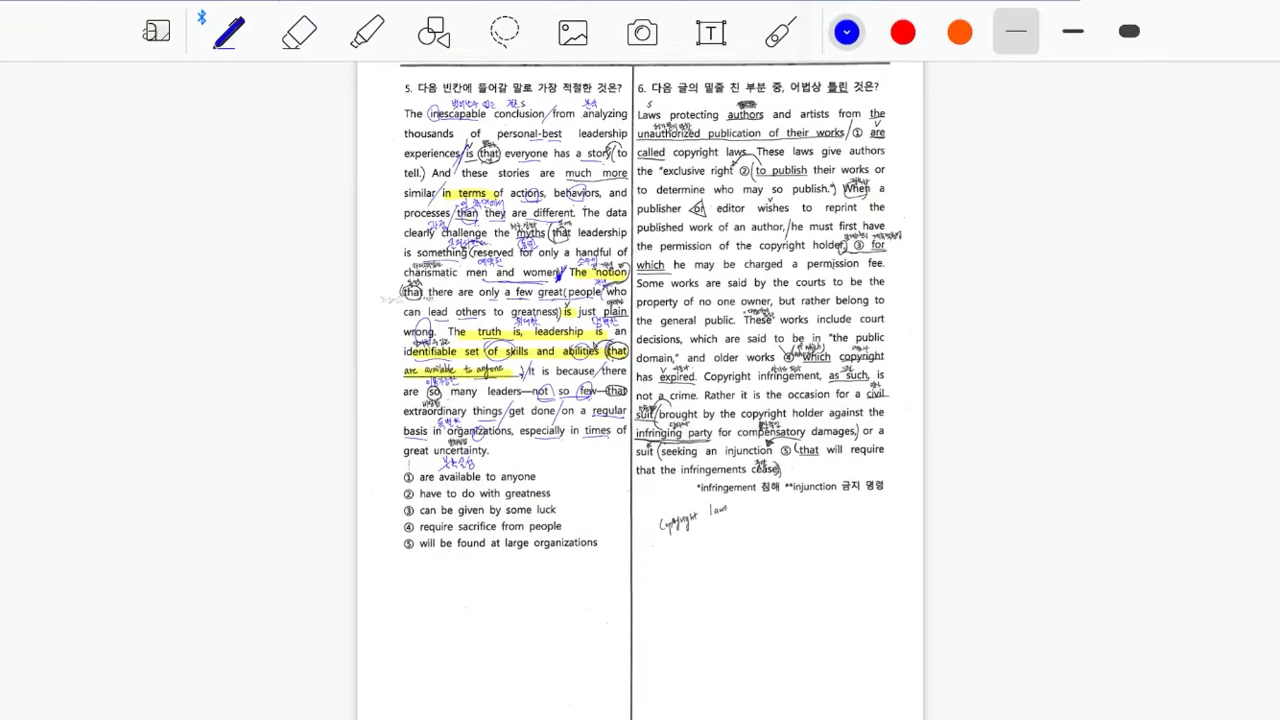 5. 다음 빈칸에 들어갈 말로 가장 적절한 것은?
The inescapable conclusion from analyzing
thousands of personal-best leadership
experiences is that everyone has a story to
tell. And these stories are much more
similar in terms of actions, behaviors, and
processes than they are different. The data
clearly challenge the myths that leadership
is something reserved for only a handful of
charismatic men and women. The notion
that there are only a few great people who
can lead others to greatness is just plain
wrong. The truth is, leadership is an
identifiable set of skills and abilities that
are available to anyone. It is because there
are so many leaders—not so few—that
extraordinary things get done on a regular
basis in organizations, especially in times of
great uncertainty.
① are available to anyone
② have to do with greatness
③ can be given by some luck
④ require sacrifice from people
⑤ will be found at large organizations
6. 다음 글의 밑줄 친 부분 중, 어법상 틀린 것은?
Laws protecting authors and artists from the
unauthorized publication of their works ① are
called copyright laws. These laws give authors
the "exclusive right ② to publish their works or
to determine who may so publish." When a
publisher or editor wishes to reprint the
published work of an author, he must first have
the permission of the copyright holder, ③ for
which he may be charged a permission fee.
Some works are said by the courts to be the
property of no one owner, but rather belong to
the general public. These works include court
decisions, which are said to be in "the public
domain," and older works ④ which copyright
has expired. Copyright infringement, as such, is
not a crime. Rather it is the occasion for a civil
suit brought by the copyright holder against the
infringing party for compensatory damages, or a
suit seeking an injunction ⑤ that will require
that the infringements cease.
*infringement 침해 **injunction 금지 명령
Copyright laws